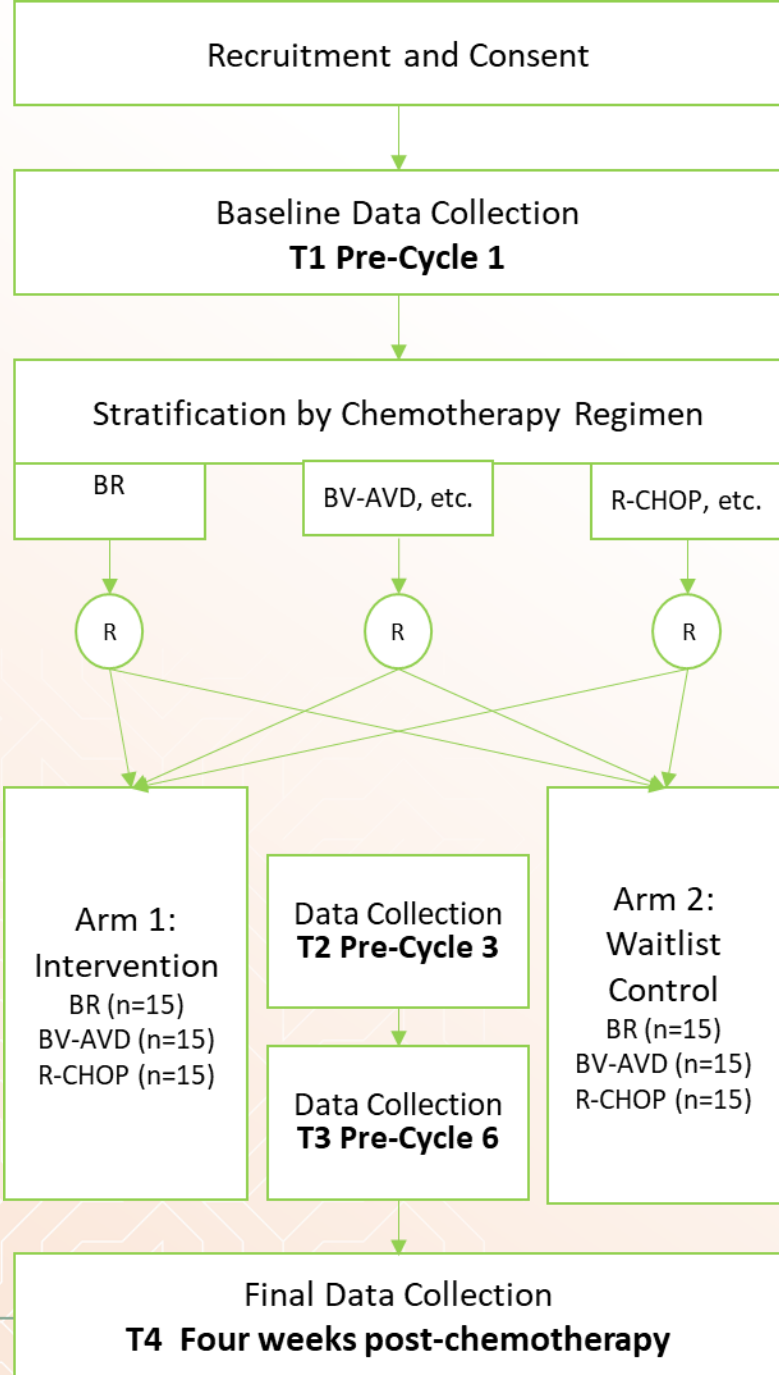 Recruitment and Consent
Baseline Data Collection
T1 Pre-Cycle 1
Stratification by Chemotherapy Regimen
BR
BV-AVD, etc.
R-CHOP, etc.
R
R
R
Arm 1:
Intervention
BR (n=15)
BV-AVD (n=15)
R-CHOP (n=15)
Data Collection
T2 Pre-Cycle 3
Data Collection
T3 Pre-Cycle 6
Arm 2:
Waitlist
Control
BR (n=15)
BV-AVD (n=15)
R-CHOP (n=15)
Final Data Collection
T4 Four weeks post-chemotherapy